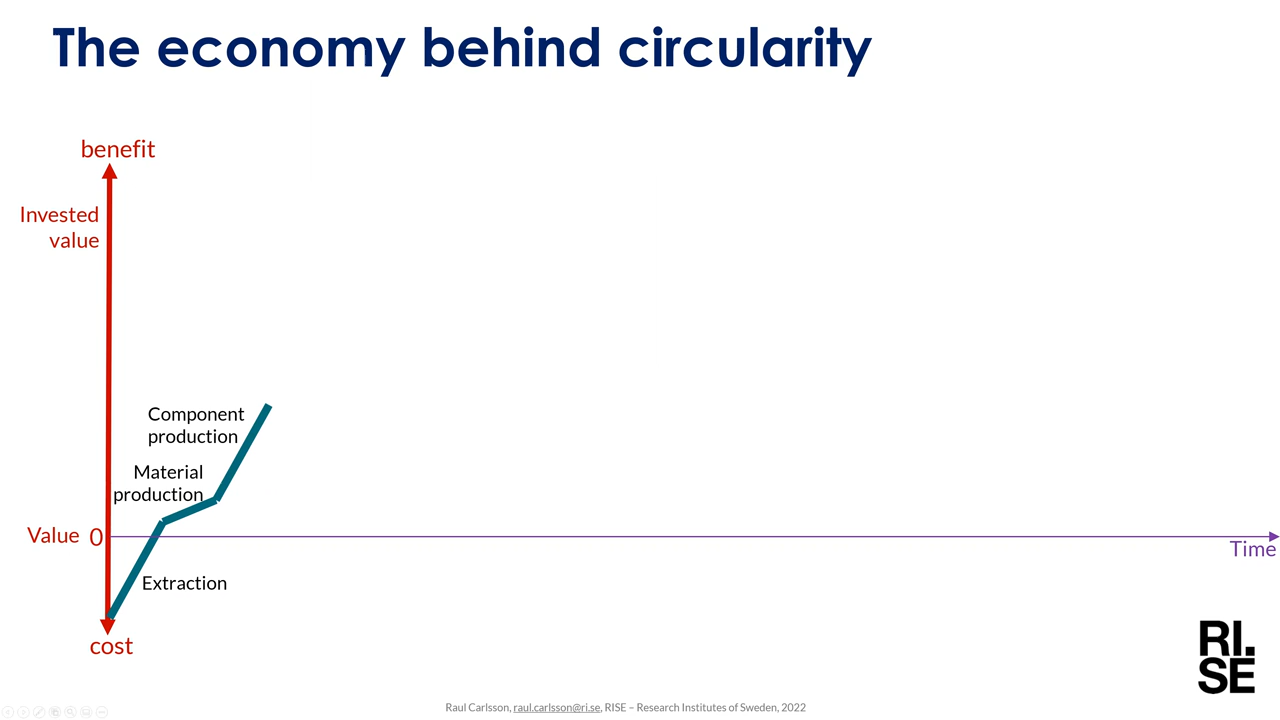 The economy behind circularity
benefit
Invested
value
Component
production
Material
production
Value 0
Time
Extraction
cost
RI.
SE
Raul Carlsson, raul.carlsson@ri.se, RISE – Research Institutes of Sweden, 2022